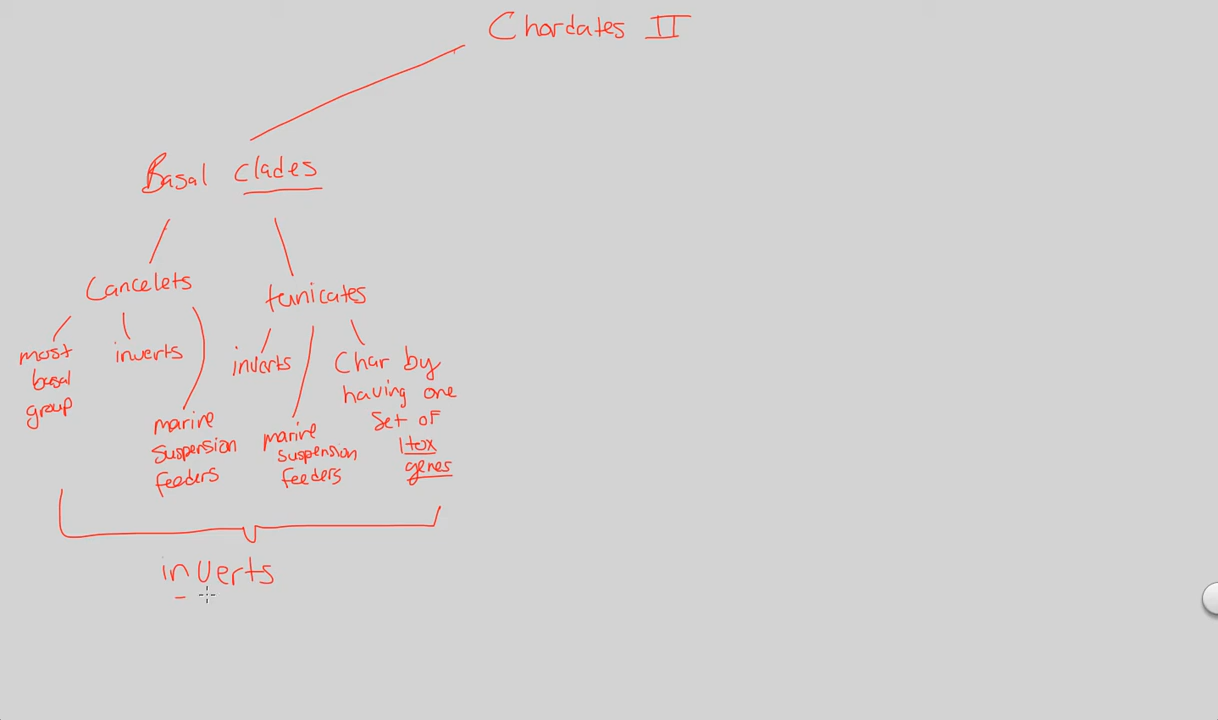 Chordates II
Basal clades
Cancelets
tunicates
most
basal
group
inverts
marine
suspension
feeders
inverts
marine
suspension
feeders
Char by
having one
set of
Hox
genes
inverts